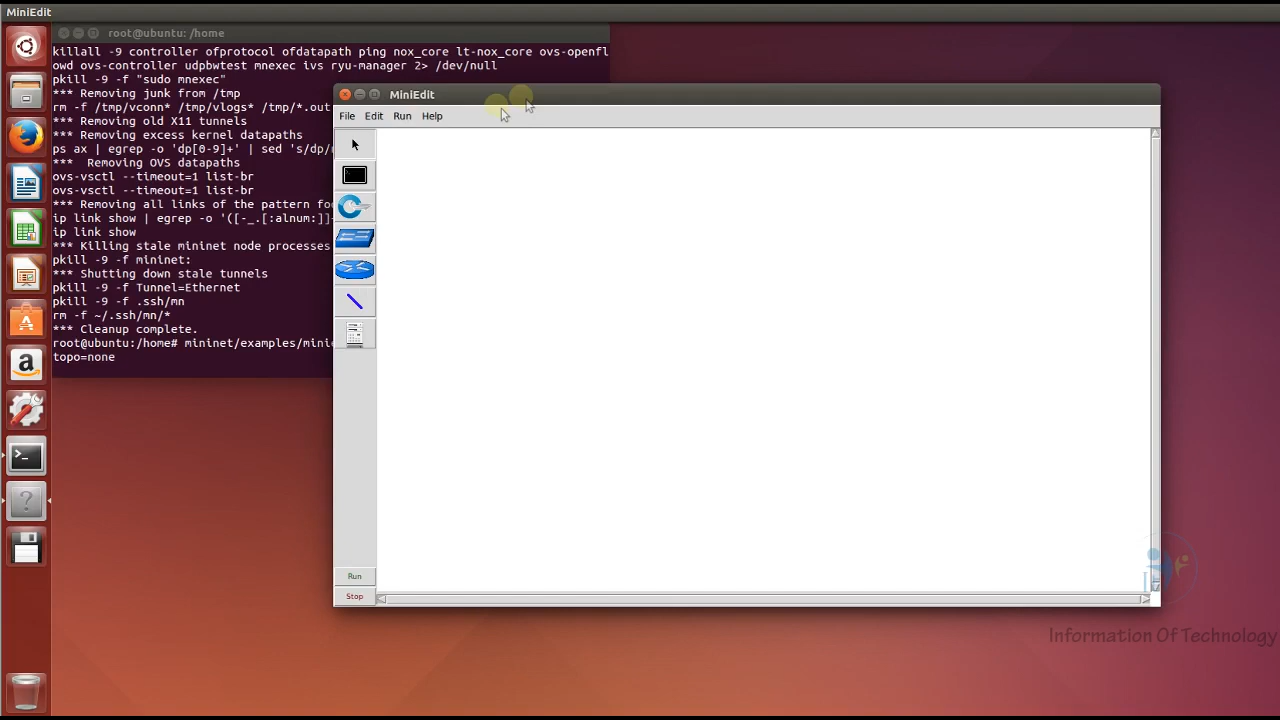 MiniEdit
root@ubuntu: /home
killall -9 controller ofprotocol ofdatapath ping nox_core lt-nox_core ovs-openfl
owd ovs-controller udpbwtest mnexec ivs ryu-manager 2> /dev/null
pkill -9 -f "sudo mnexec"
*** Removing junk from /tmp
rm -f /tmp/vconn* /tmp/vlogs* /tmp/*.out
*** Removing old X11 tunnels
*** Removing excess kernel datapaths
ps ax | egrep -o 'dp[0-9]+' | sed 's/dp/
*** Removing OVS datapaths
ovs-vsctl --timeout=1 list-br
ovs-vsctl --timeout=1 list-br
*** Removing all links of the pattern fo
ip link show | egrep -o '([-_.[:alnum:]]
ip link show
*** Killing stale mininet node processes
pkill -9 -f mininet:
*** Shutting down stale tunnels
pkill -9 -f Tunnel=Ethernet
pkill -9 -f .ssh/mn
rm -f ~/.ssh/mn/*
*** Cleanup complete.
root@ubuntu:/home# mininet/examples/mini
topo=none
MiniEdit
File Edit Run Help
Run
Stop
Information Of Technology